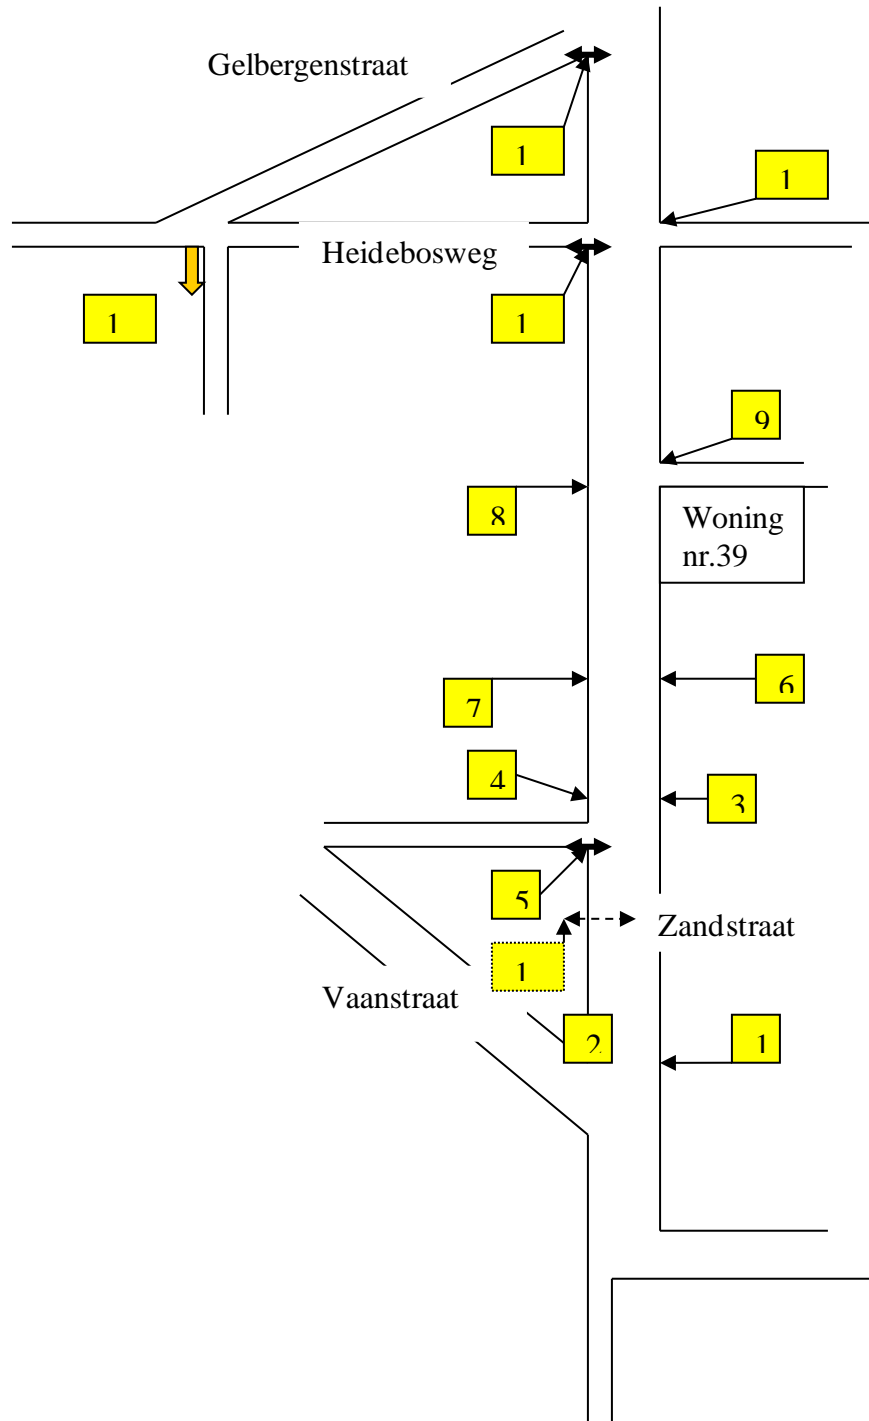 Gelbergenstraat
1
1
Heidebosweg
1
1
9
8
Woning
nr.39
6
7
4
3
5
Zandstraat
1
Vaanstraat
2
1